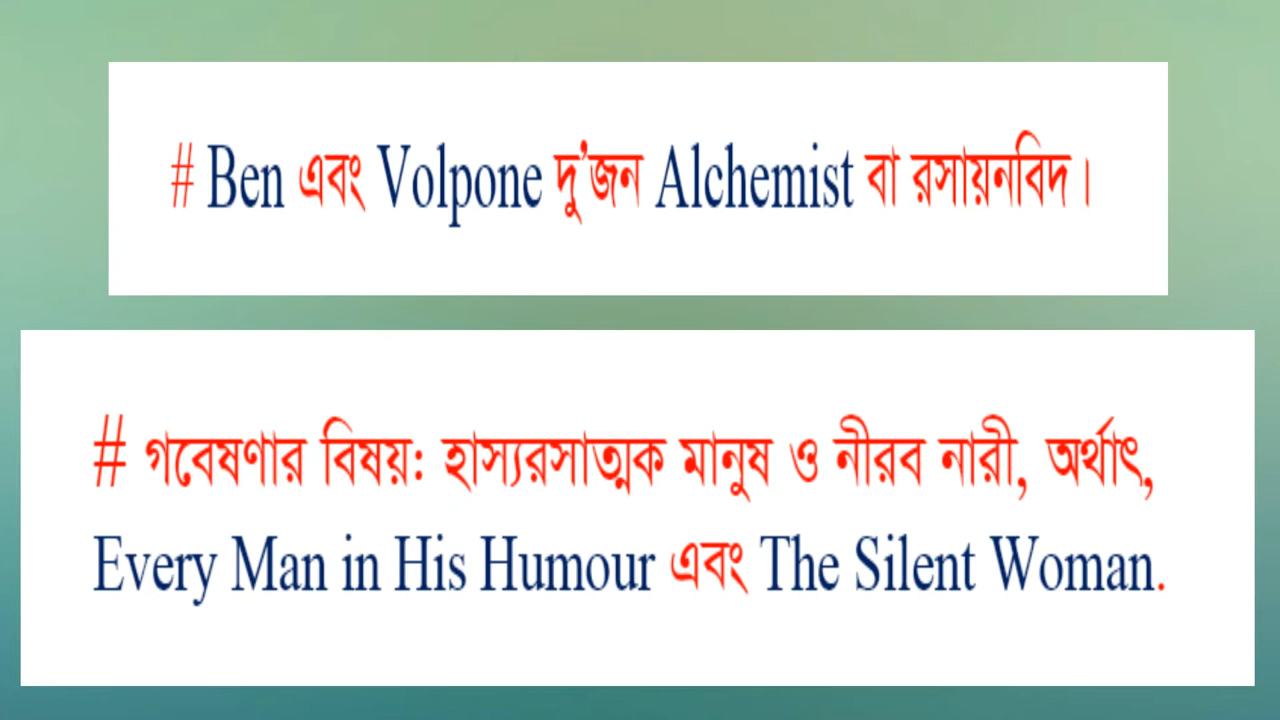 # Ben এবং Volpone দু’জন Alchemist বা রসায়নবিদ।
# গবেষণার বিষয়: হাস্যরসাত্মক মানুষ ও নীরব নারী, অর্থাৎ,
Every Man in His Humour এবং The Silent Woman.